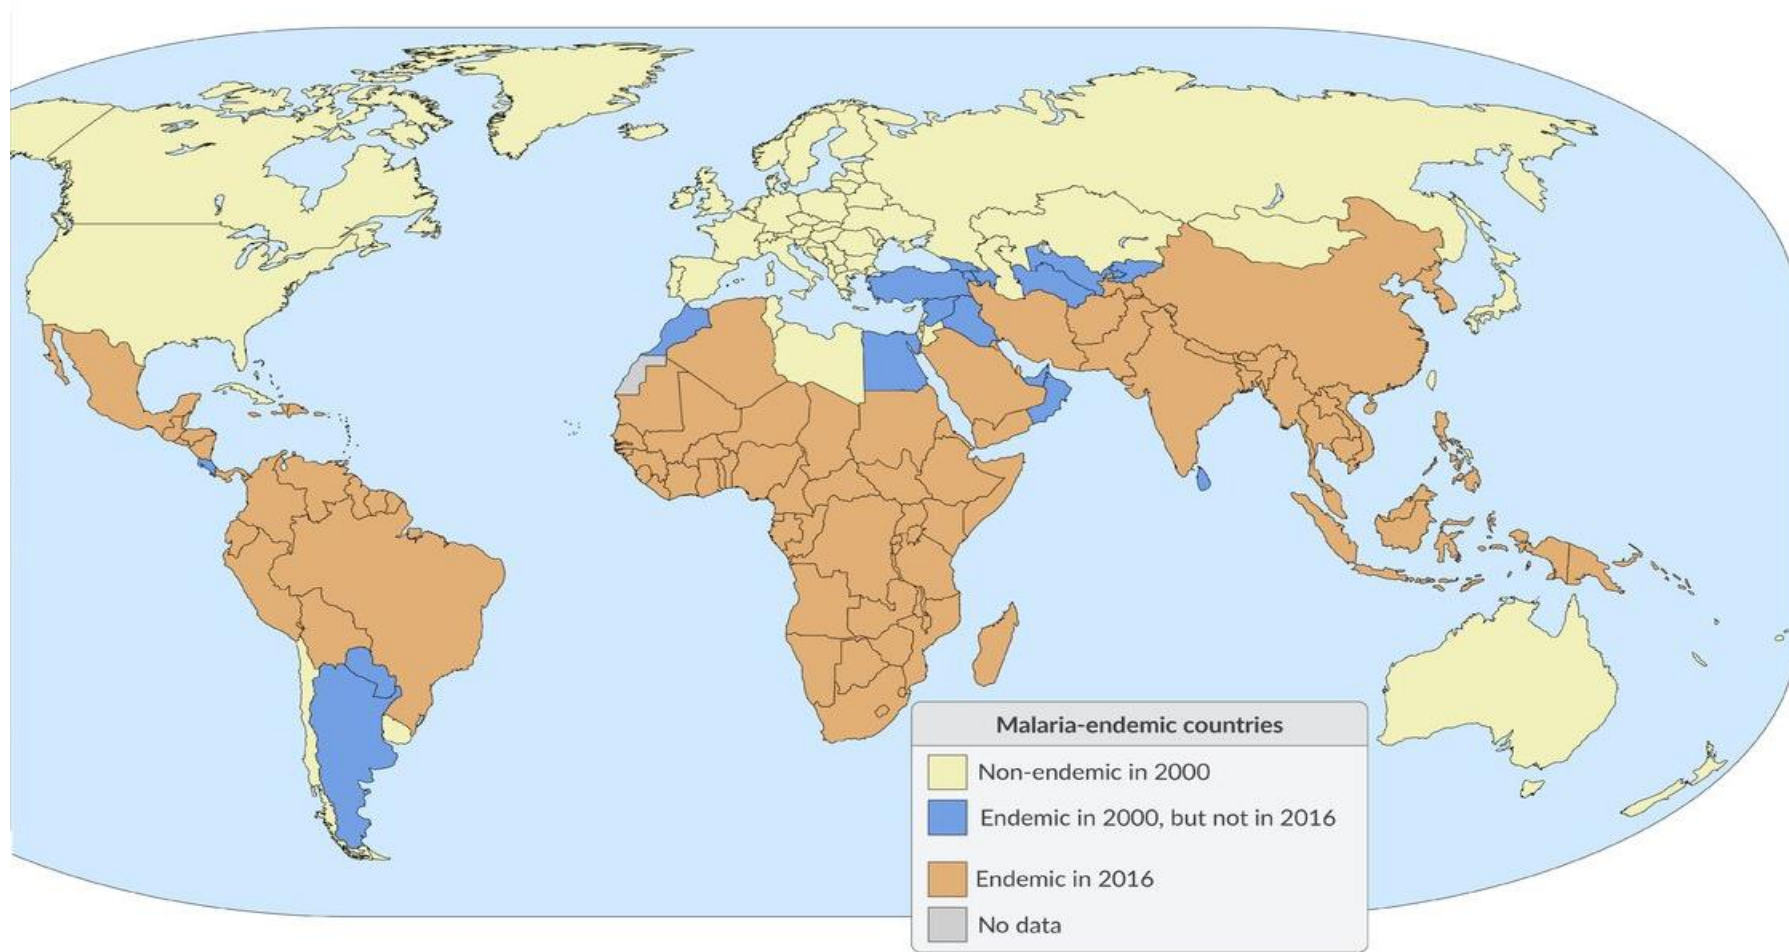 Malaria-endemic countries
Non-endemic in 2000
Endemic in 2000, but not in 2016
Endemic in 2016
No data